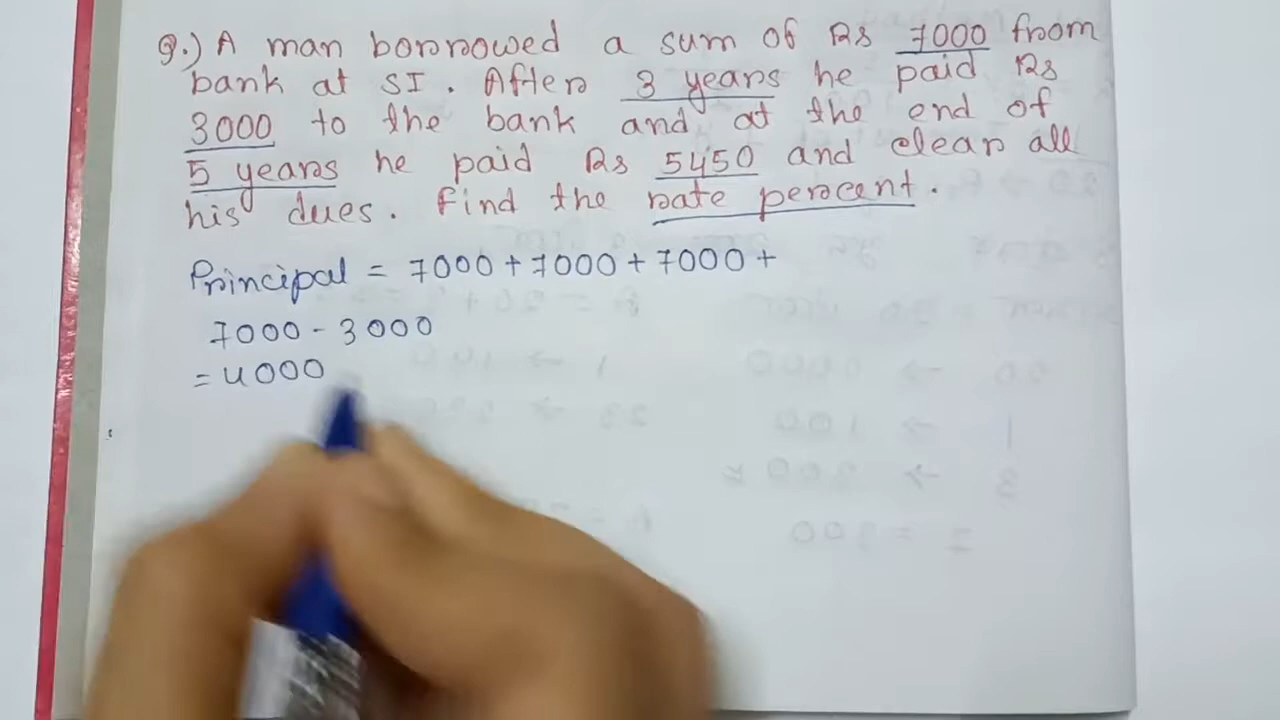 Q.) A man borrowed a sum of Rs 7000 from
bank at SI. After 3 years he paid Rs
3000 to the bank and at the end of
5 years he paid Rs 5450 and clear all
his dues. Find the rate percent.
Principal = 7000 + 7000 + 7000 +
7000 - 3000
= 4000